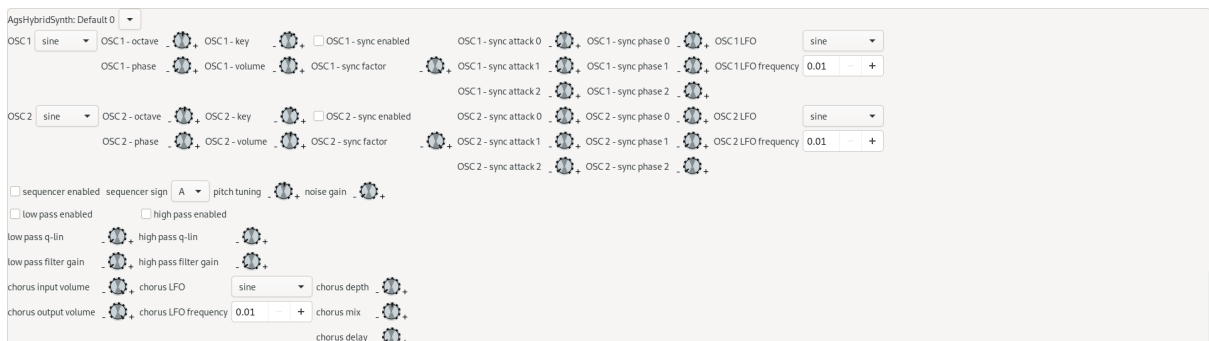 AgsHybridSynth: Default 0
OSC 1 sine OSC 1 - octave - + OSC 1 - key - + OSC 1 - sync enabled OSC 1 - sync attack 0 - + OSC 1 - sync phase 0 - + OSC 1 LFO sine
OSC 1 - phase - + OSC 1 - volume - + OSC 1 - sync factor - + OSC 1 - sync attack 1 - + OSC 1 - sync phase 1 - + OSC 1 LFO frequency 0.01 - +
OSC 1 - sync attack 2 - + OSC 1 - sync phase 2 - +
OSC 2 sine OSC 2 - octave - + OSC 2 - key - + OSC 2 - sync enabled OSC 2 - sync attack 0 - + OSC 2 - sync phase 0 - + OSC 2 LFO sine
OSC 2 - phase - + OSC 2 - volume - + OSC 2 - sync factor - + OSC 2 - sync attack 1 - + OSC 2 - sync phase 1 - + OSC 2 LFO frequency 0.01 - +
OSC 2 - sync attack 2 - + OSC 2 - sync phase 2 - +
sequencer enabled sequencer sign A pitch tuning - + noise gain - +
low pass enabled high pass enabled
low pass q-lin - + high pass q-lin - +
low pass filter gain - + high pass filter gain - +
chorus input volume - + chorus LFO sine chorus depth - +
chorus output volume - + chorus LFO frequency 0.01 - + chorus mix - +
chorus delay - +